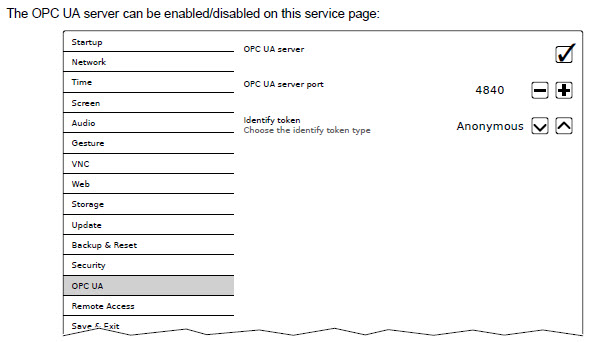 The OPC UA server can be enabled/disabled on this service page:
Startup
Network
Time
Screen
Audio
Gesture
VNC
Web
Storage
Update
Backup & Reset
Security
OPC UA
Remote Access
Save & Exit
OPC UA server
OPC UA server port
4840
Identify token
Choose the identify token type
Anonymous